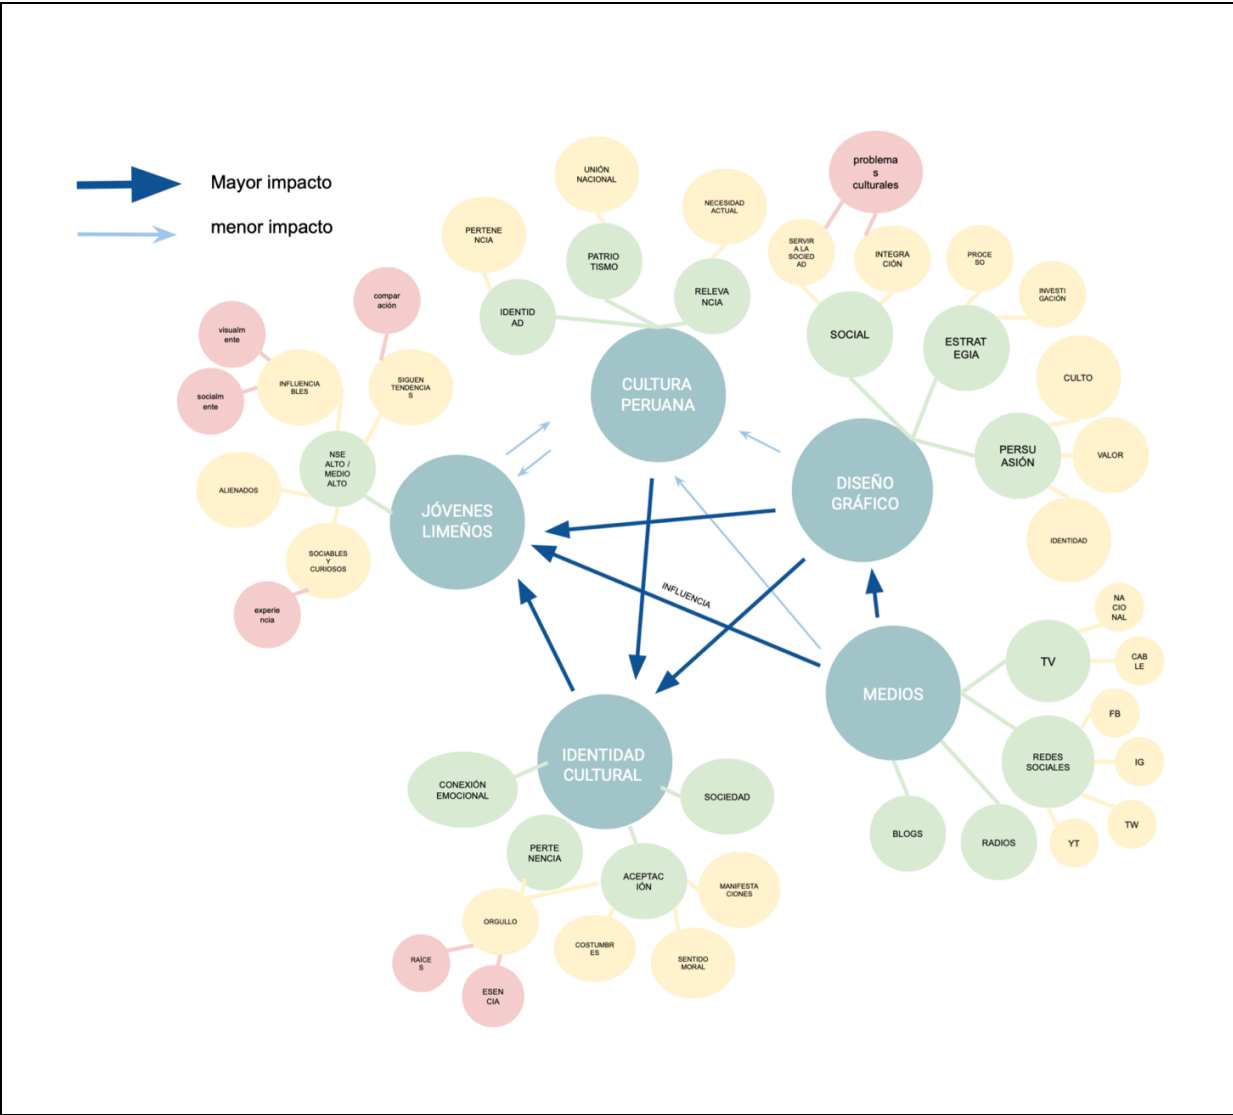 Mayor impacto
menor impacto
UNIÓN
NACIONAL
PERTENE
NCIA
NECESIDAD
ACTUAL
PATRIO
TISMO
IDENTID
AD
RELEVA
NCIA
CULTURA
PERUANA
problema
s
culturales
SERVIR
A LA
SOCIED
AD
INTEGRA
CIÓN
PROCE
SO
INVESTI
GACIÓN
SOCIAL
ESTRAT
EGIA
CULTO
PERSU
ASIÓN
VALOR
IDENTIDAD
DISEÑO
GRÁFICO
compar
ación
visualm
ente
socialm
ente
INFLUENCIA
BLES
SIGUEN
TENDENCIA
S
NSE
ALTO /
MEDIO
ALTO
ALIENADOS
SOCIABLES
Y
CURIOSOS
experie
ncia
JÓVENES
LIMEÑOS
INFLUENCIA
MEDIOS
NA
CIO
NAL
TV
CAB
LE
FB
REDES
SOCIALES
IG
TW
YT
BLOGS
RADIOS
IDENTIDAD
CULTURAL
CONEXIÓN
EMOCIONAL
SOCIEDAD
PERTE
NENCIA
ACEPTAC
IÓN
MANIFESTA
CIONES
ORGULLO
COSTUMBR
ES
SENTIDO
MORAL
RAÍCE
S
ESEN
CIA